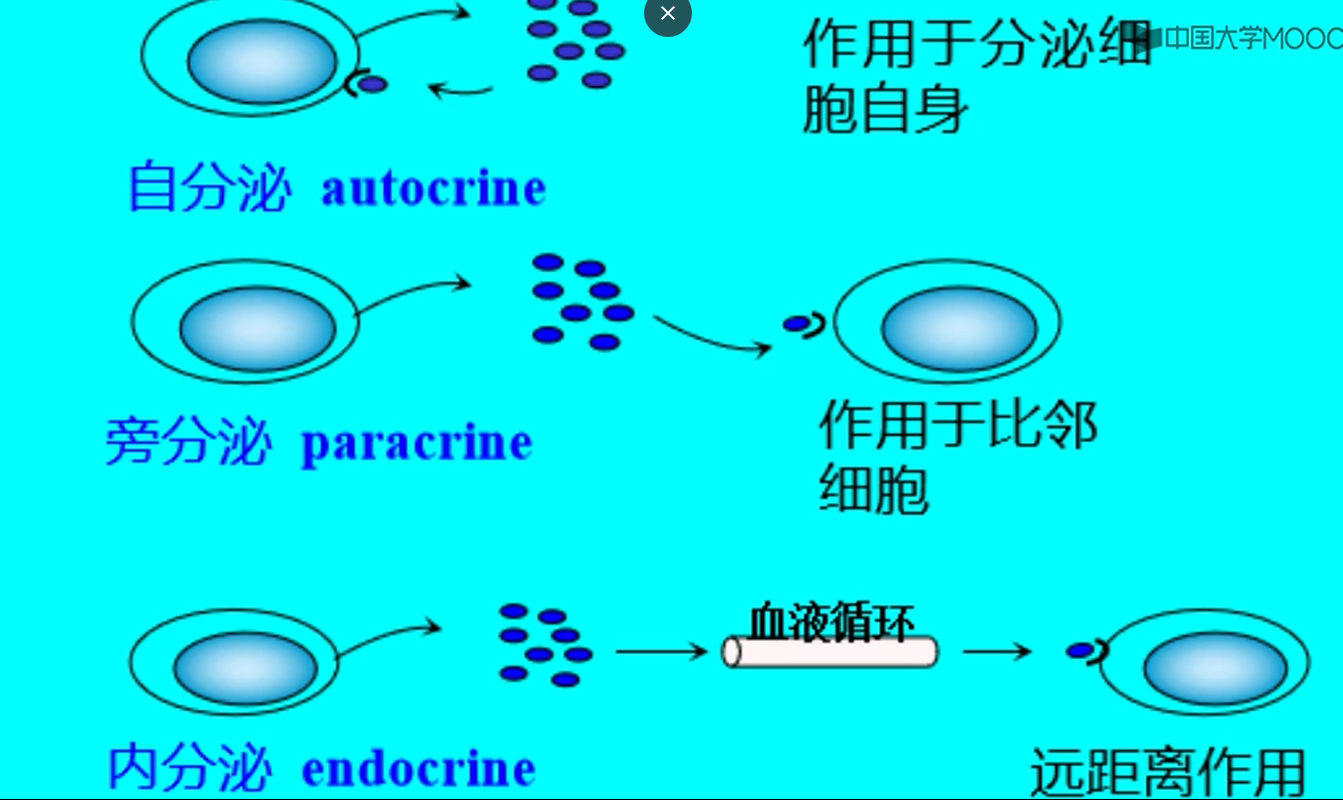 作用于分泌细
中国大学MOOC
胞自身
自分泌 autocrine
旁分泌 paracrine
作用于比邻
细胞
血液循环
内分泌 endocrine
远距离作用